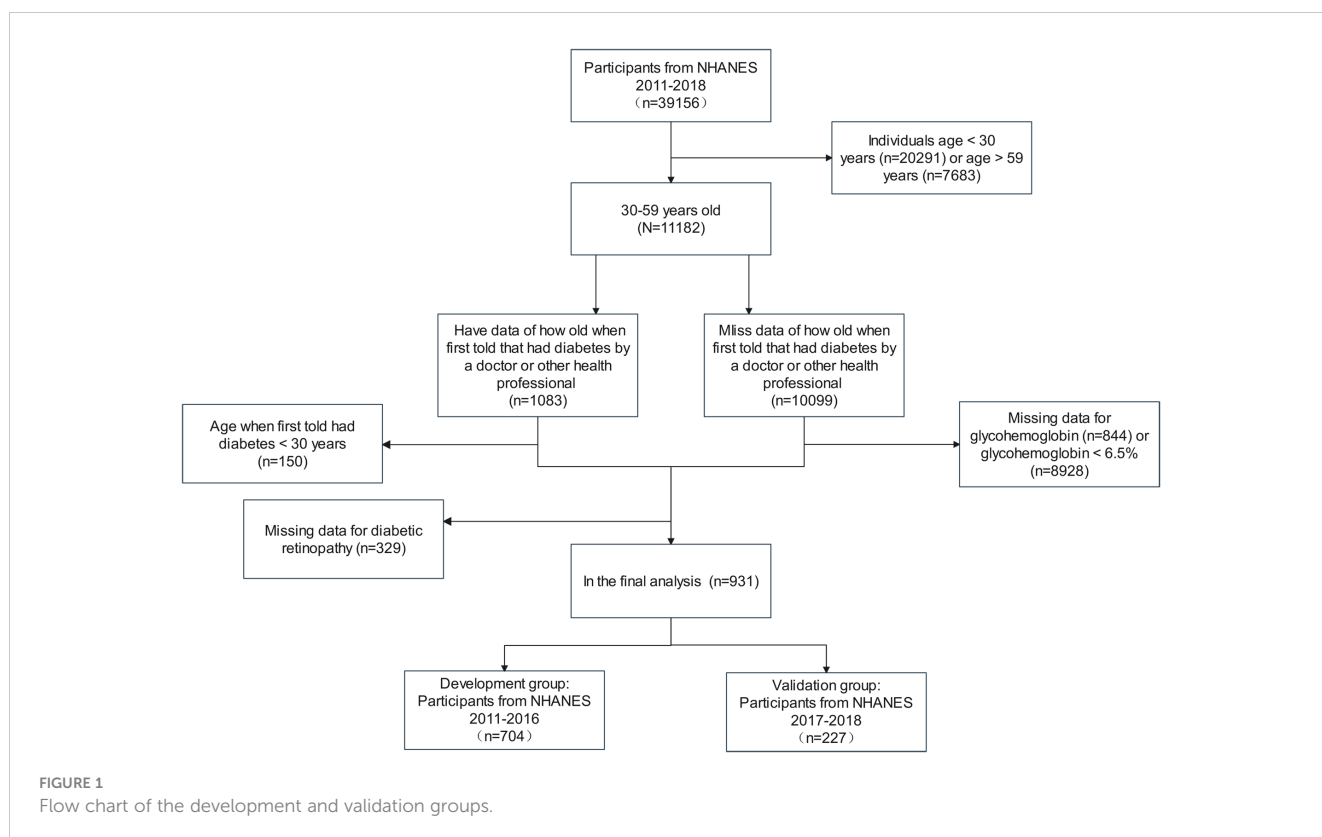 Participants from NHANES
2011-2018
（n=39156）
Individuals age < 30
years (n=20291) or age > 59
years (n=7683)
30-59 years old
(N=11182)
Have data of how old when
first told that had diabetes by
a doctor or other health
professional
(n=1083)
MIiss data of how old when
first told that had diabetes by
a doctor or other health
professional
(n=10099)
Age when first told had
diabetes < 30 years
(n=150)
Missing data for
glycohemoglobin (n=844) or
glycohemoglobin < 6.5%
(n=8928)
Missing data for diabetic
retinopathy (n=329)
In the final analysis (n=931)
Development group:
Participants from NHANES
2011-2016
（n=704）
Validation group:
Participants from NHANES
2017-2018
（n=227）
FIGURE 1
Flow chart of the development and validation groups.